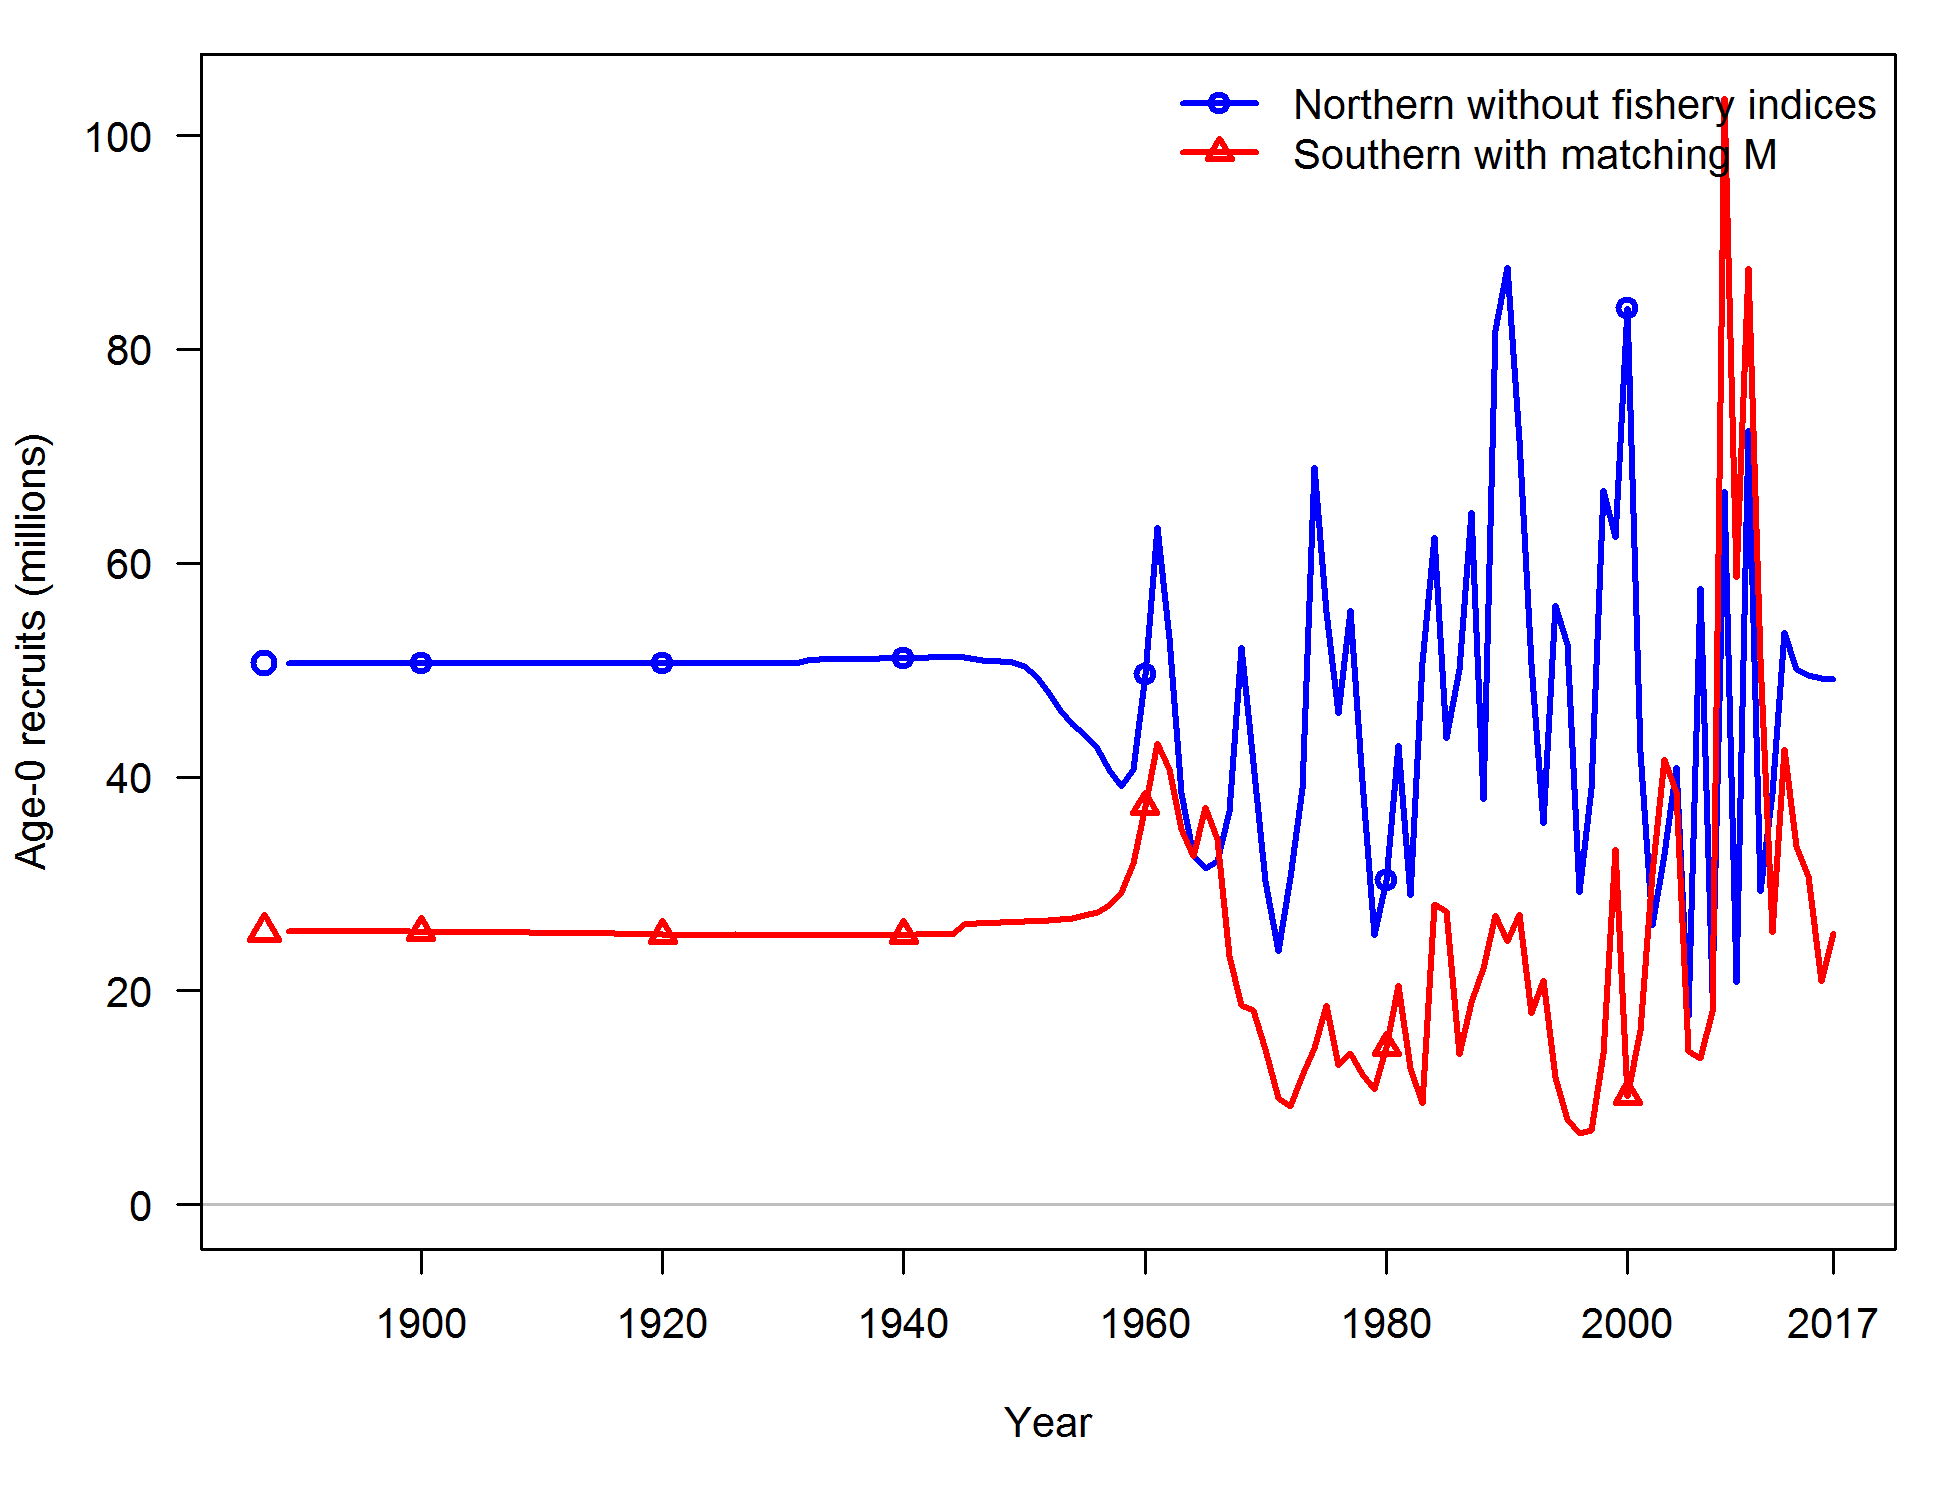 Northern without fishery indices
Southern with matching M
100
80
60
40
20
0
Age-0 recruits (millions)
1900 1920 1940 1960 1980 2000 2017
Year